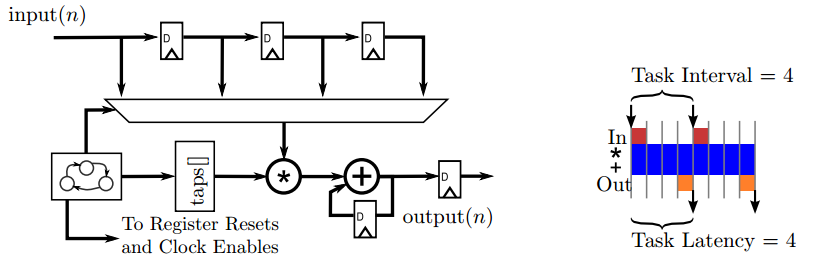 input(n)
D
D
D
Task Interval = 4
In
*
+
Out
taps[]
*
+
D
D
output(n)
To Register Resets
and Clock Enables
Task Latency = 4